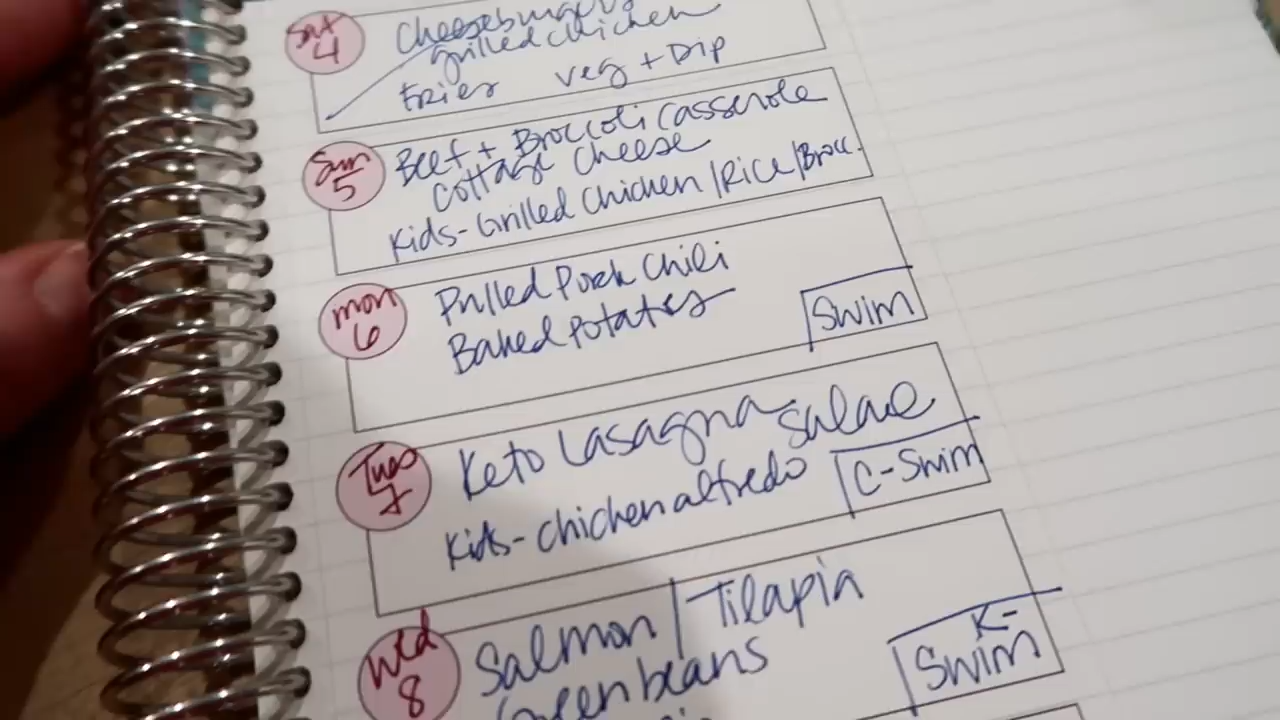 Sat
4
Cheeseburgers
grilled chicken
fries veg + Dip
Sun
5
Beef + Broccoli casserole
cottage cheese
Kids - Grilled Chicken / Rice / Brocc.
mon
6
Pulled Pork Chili
Baked Potatoes
Swim
Tues
7
Keto Lasagna Salad
Kids - chicken alfredo
C-Swim
Wed
8
Salmon / Tilapia
Green beans
K-
Swim